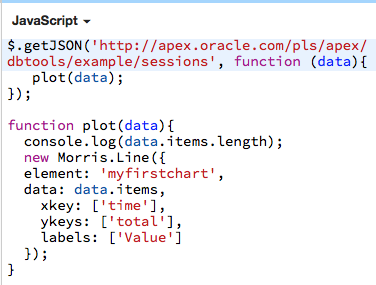 JavaScript
$.getJSON('http://apex.oracle.com/pls/apex/
dbtools/example/sessions', function (data){
   plot(data);
});

function plot(data){
  console.log(data.items.length);
  new Morris.Line({
  element: 'myfirstchart',
  data: data.items,
    xkey: ['time'],
    ykeys: ['total'],
    labels: ['Value']
  });
}